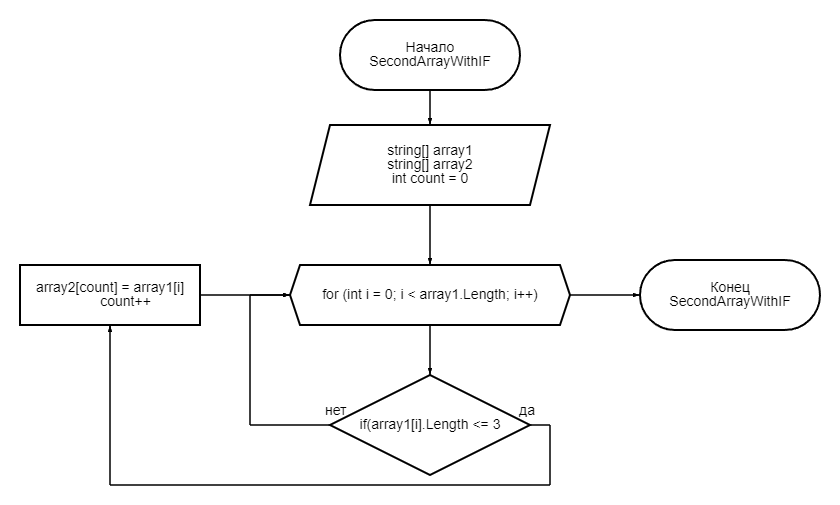 Начало
SecondArrayWithIF
string[] array1
string[] array2
int count = 0
array2[count] = array1[i]
count++
for (int i = 0; i < array1.Length; i++)
Конец
SecondArrayWithIF
нет
да
if(array1[i].Length <= 3